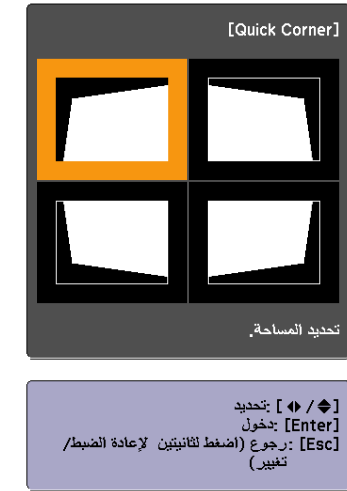 [Quick Corner]
تحديد المساحة.
[⬍ / ⬌ ] :تحديد
[Enter] :دخول
[Esc] :رجوع (اضغط لثانيتين لإعادة الضبط/
تغيير)